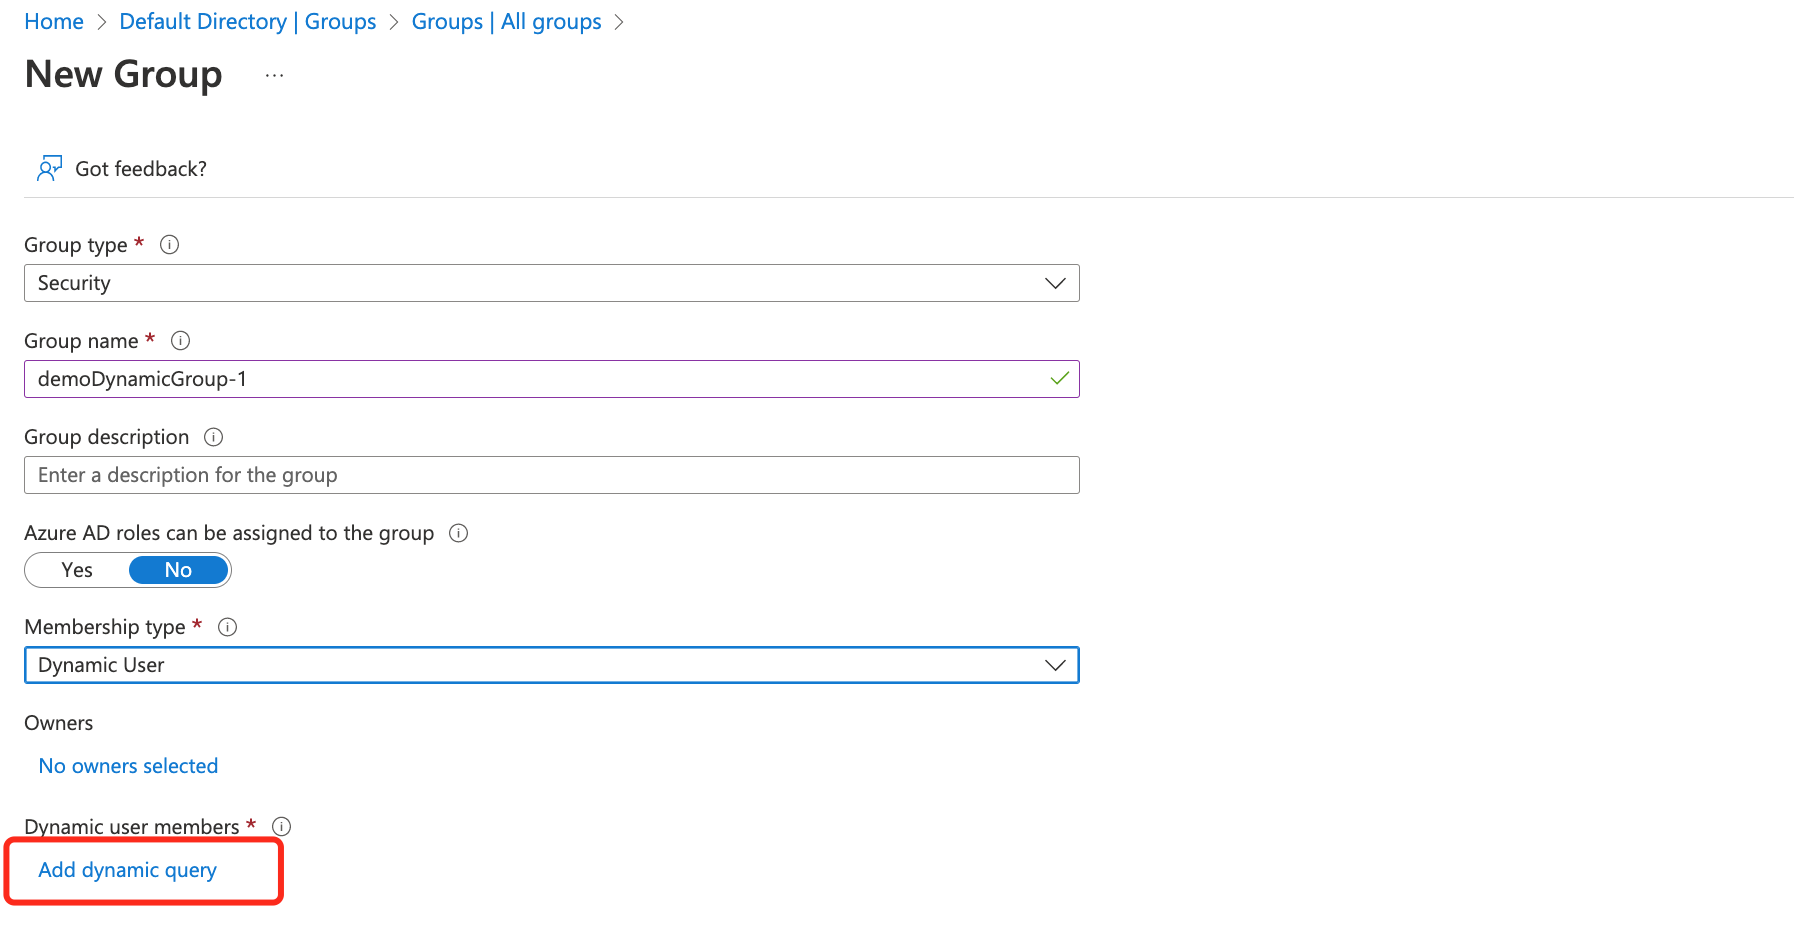 Home > Default Directory | Groups > Groups | All groups >
New Group ...
Got feedback?
Group type *
Security
Group name *
demoDynamicGroup-1
Group description
Enter a description for the group
Azure AD roles can be assigned to the group
Yes No
Membership type *
Dynamic User
Owners
No owners selected
Dynamic user members *
Add dynamic query